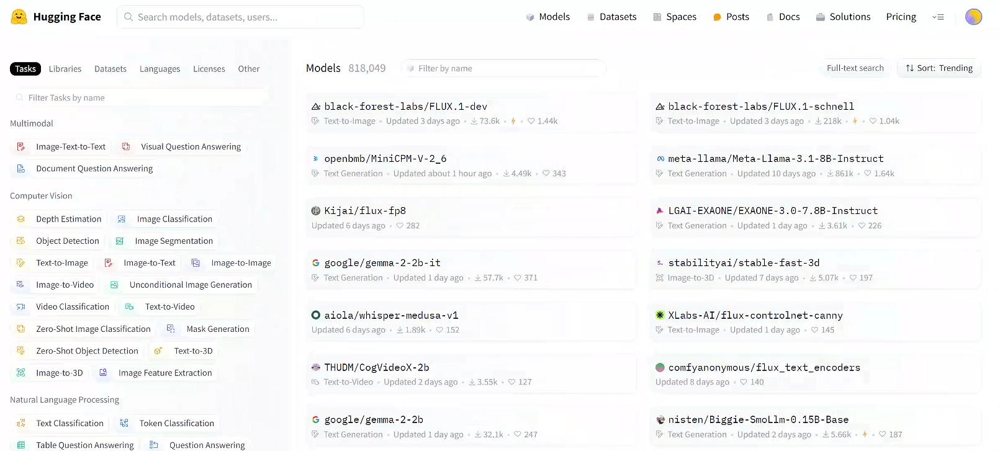 Hugging Face
Search models, datasets, users...
Models
Datasets
Spaces
Posts
Docs
Solutions
Pricing
Tasks
Libraries
Datasets
Languages
Licenses
Other
Filter Tasks by name
Multimodal
Image-Text-to-Text
Visual Question Answering
Document Question Answering
Computer Vision
Depth Estimation
Image Classification
Object Detection
Image Segmentation
Text-to-Image
Image-to-Text
Image-to-Image
Image-to-Video
Unconditional Image Generation
Video Classification
Text-to-Video
Zero-Shot Image Classification
Mask Generation
Zero-Shot Object Detection
Text-to-3D
Image-to-3D
Image Feature Extraction
Natural Language Processing
Text Classification
Token Classification
Table Question Answering
Question Answering
Models 818,049
Filter by name
Full-text search
Sort: Trending
black-forest-labs/FLUX.1-dev
Text-to-Image • Updated 3 days ago • 73.6k • 1.44k
black-forest-labs/FLUX.1-schnell
Text-to-Image • Updated 3 days ago • 218k • 1.04k
openbmb/MiniCPM-V-2_6
Text Generation • Updated about 1 hour ago • 4.49k • 343
meta-llama/Meta-Llama-3.1-8B-Instruct
Text Generation • Updated 10 days ago • 861k • 1.64k
Kijai/flux-fp8
Updated 6 days ago • 282
LGAI-EXAONE/EXAONE-3.0-7.8B-Instruct
Text Generation • Updated 1 day ago • 3.61k • 226
google/gemma-2-2b-it
Text Generation • Updated 1 day ago • 57.7k • 371
stabilityai/stable-fast-3d
Image-to-3D • Updated 7 days ago • 5.07k • 197
aiola/whisper-medusa-v1
Updated 6 days ago • 1.89k • 152
XLabs-AI/flux-controlnet-canny
Text-to-Image • Updated 1 day ago • 145
THUDM/CogVideoX-2b
Text-to-Video • Updated 2 days ago • 3.55k • 127
comfyanonymous/flux_text_encoders
Updated 8 days ago • 140
google/gemma-2-2b
Text Generation • Updated 1 day ago • 32.1k • 247
nisten/Biggie-SmoLlm-0.15B-Base
Text Generation • Updated 2 days ago • 5.66k • 187